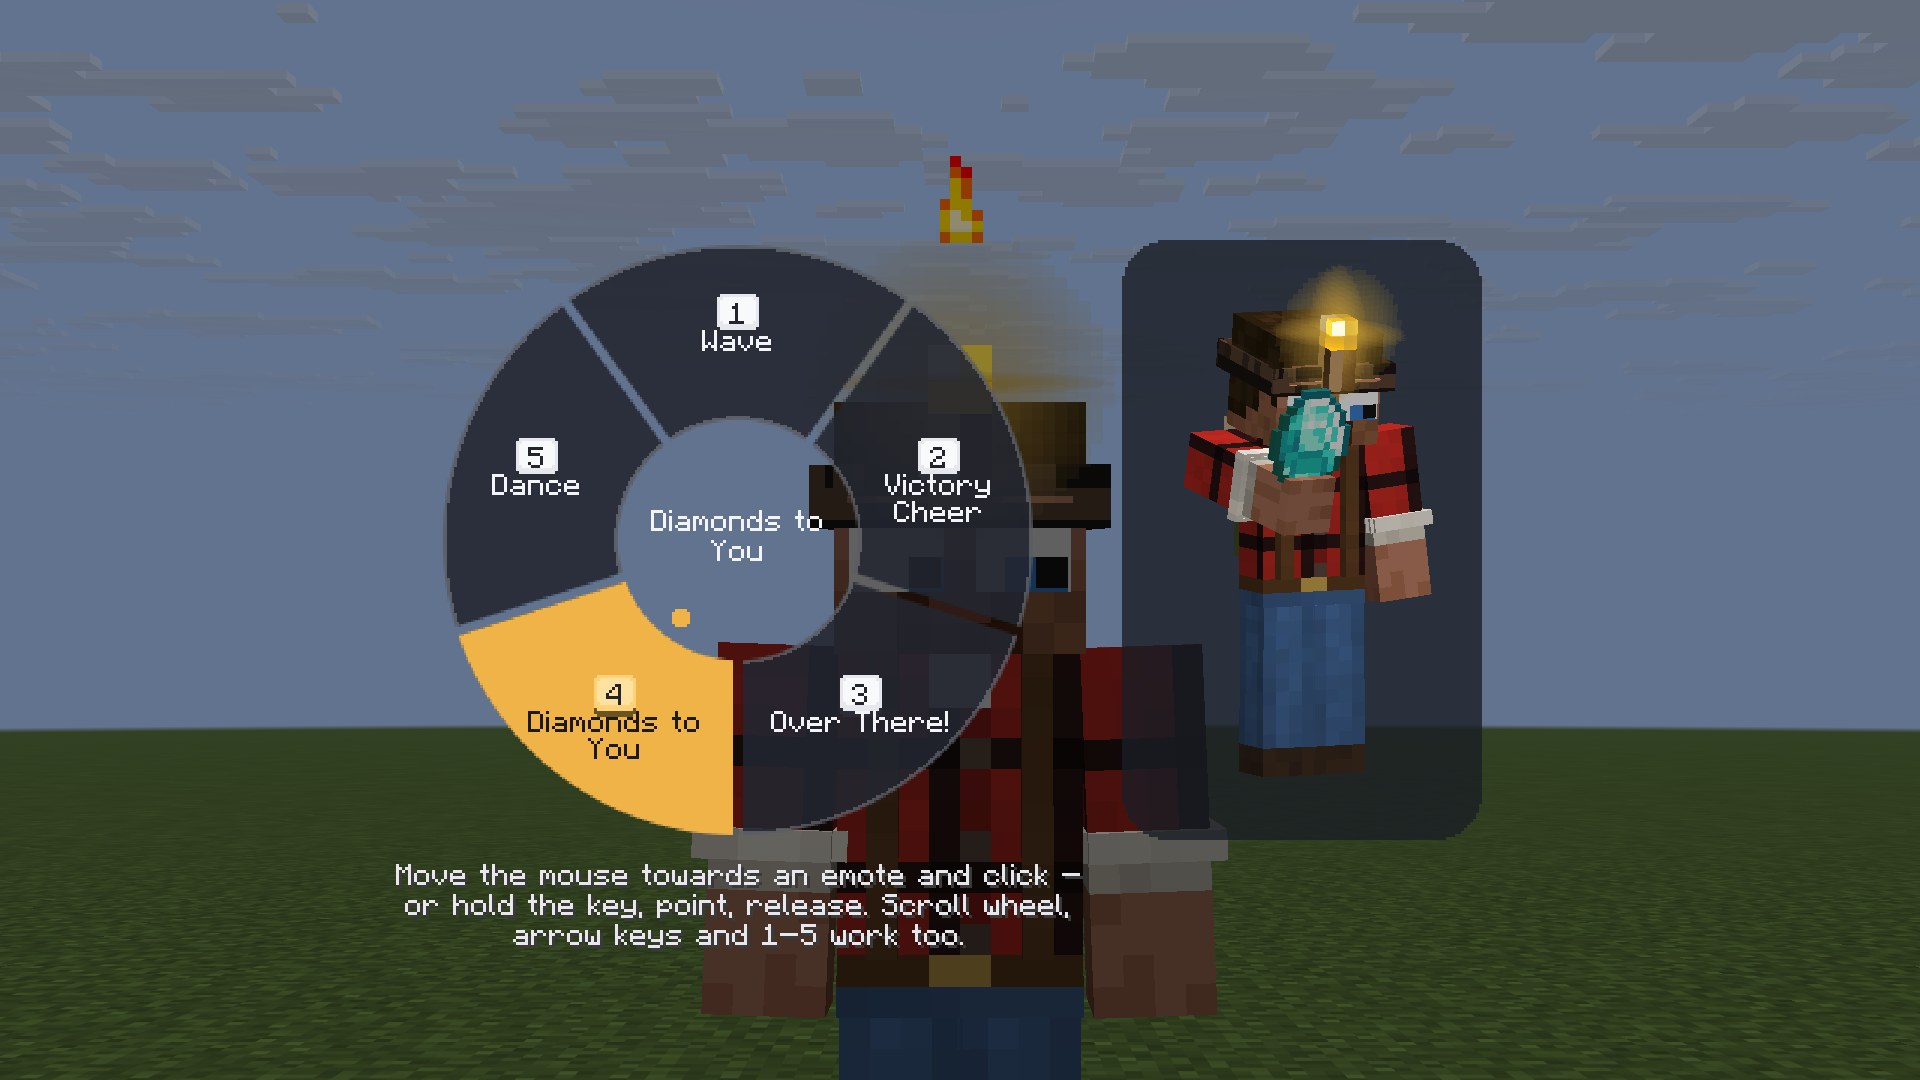 1
Wave
5
Dance
2
Victory
Cheer
Diamonds to
You
4
Diamonds to
You
3
Over There!
Move the mouse towards an emote and click —
or hold the key, point, release. Scroll wheel,
arrow keys and 1–5 work too.